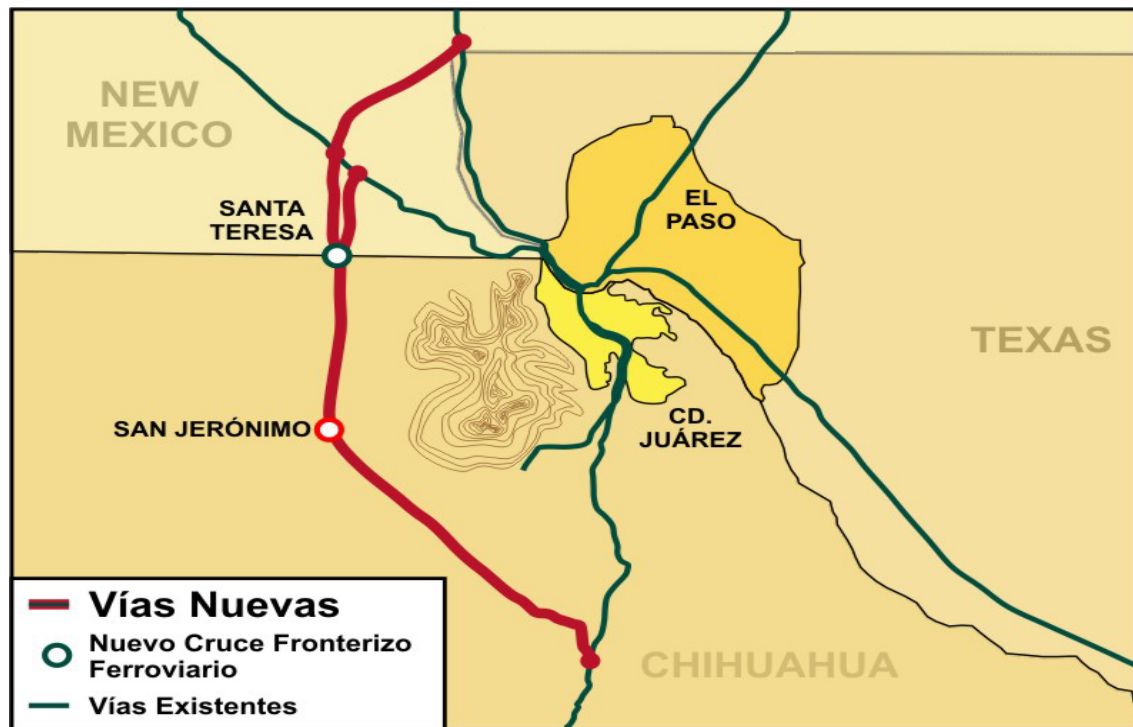 NEW
MEXICO
SANTA
TERESA
EL
PASO
TEXAS
SAN JERÓNIMO
CD.
JUÁREZ
CHIHUAHUA
Vías Nuevas
Nuevo Cruce Fronterizo
Ferroviario
Vías Existentes